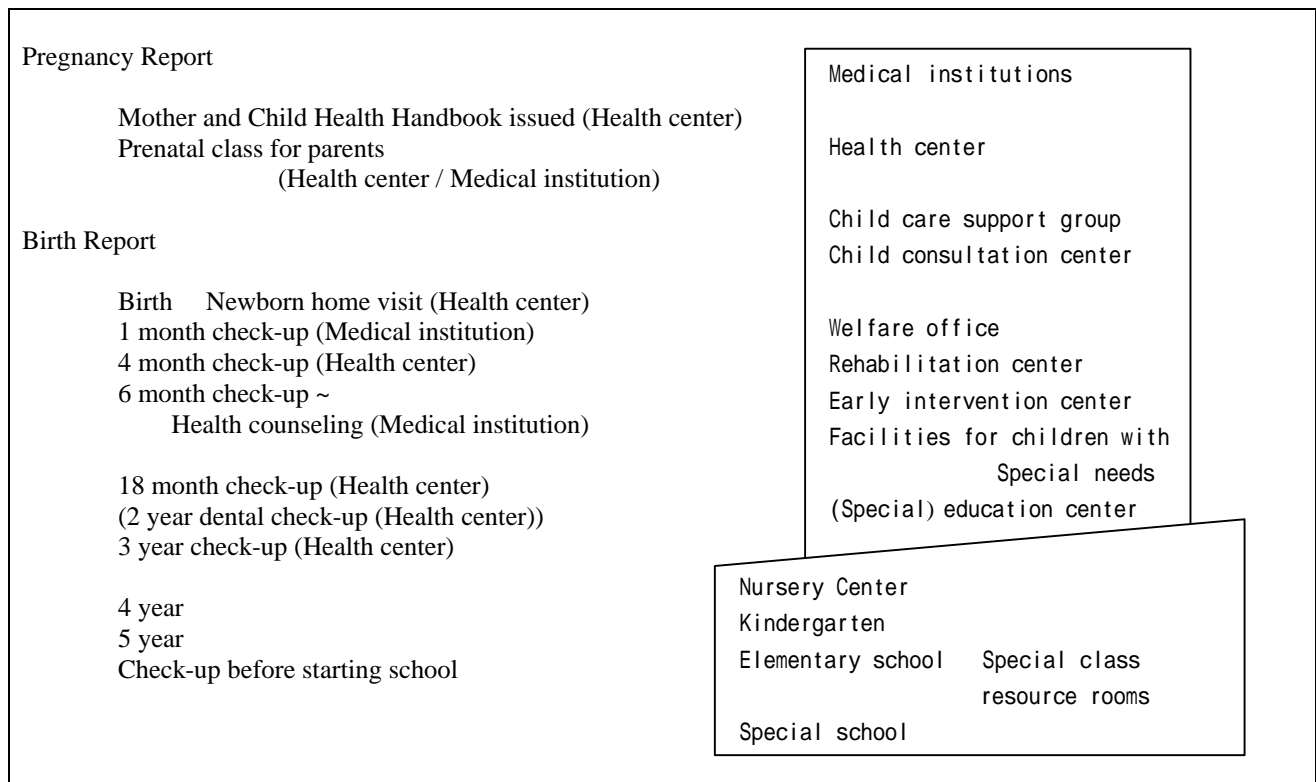 Pregnancy Report
Mother and Child Health Handbook issued (Health center)
Prenatal class for parents
(Health center / Medical institution)
Birth Report
Birth Newborn home visit (Health center)
1 month check-up (Medical institution)
4 month check-up (Health center)
6 month check-up ~
Health counseling (Medical institution)
18 month check-up (Health center)
(2 year dental check-up (Health center))
3 year check-up (Health center)
4 year
5 year
Check-up before starting school
Medical institutions
Health center
Child care support group
Child consultation center
Welfare office
Rehabilitation center
Early intervention center
Facilities for children with
Special needs
(Special) education center
Nursery Center
Kindergarten
Elementary school Special class
resource rooms
Special school